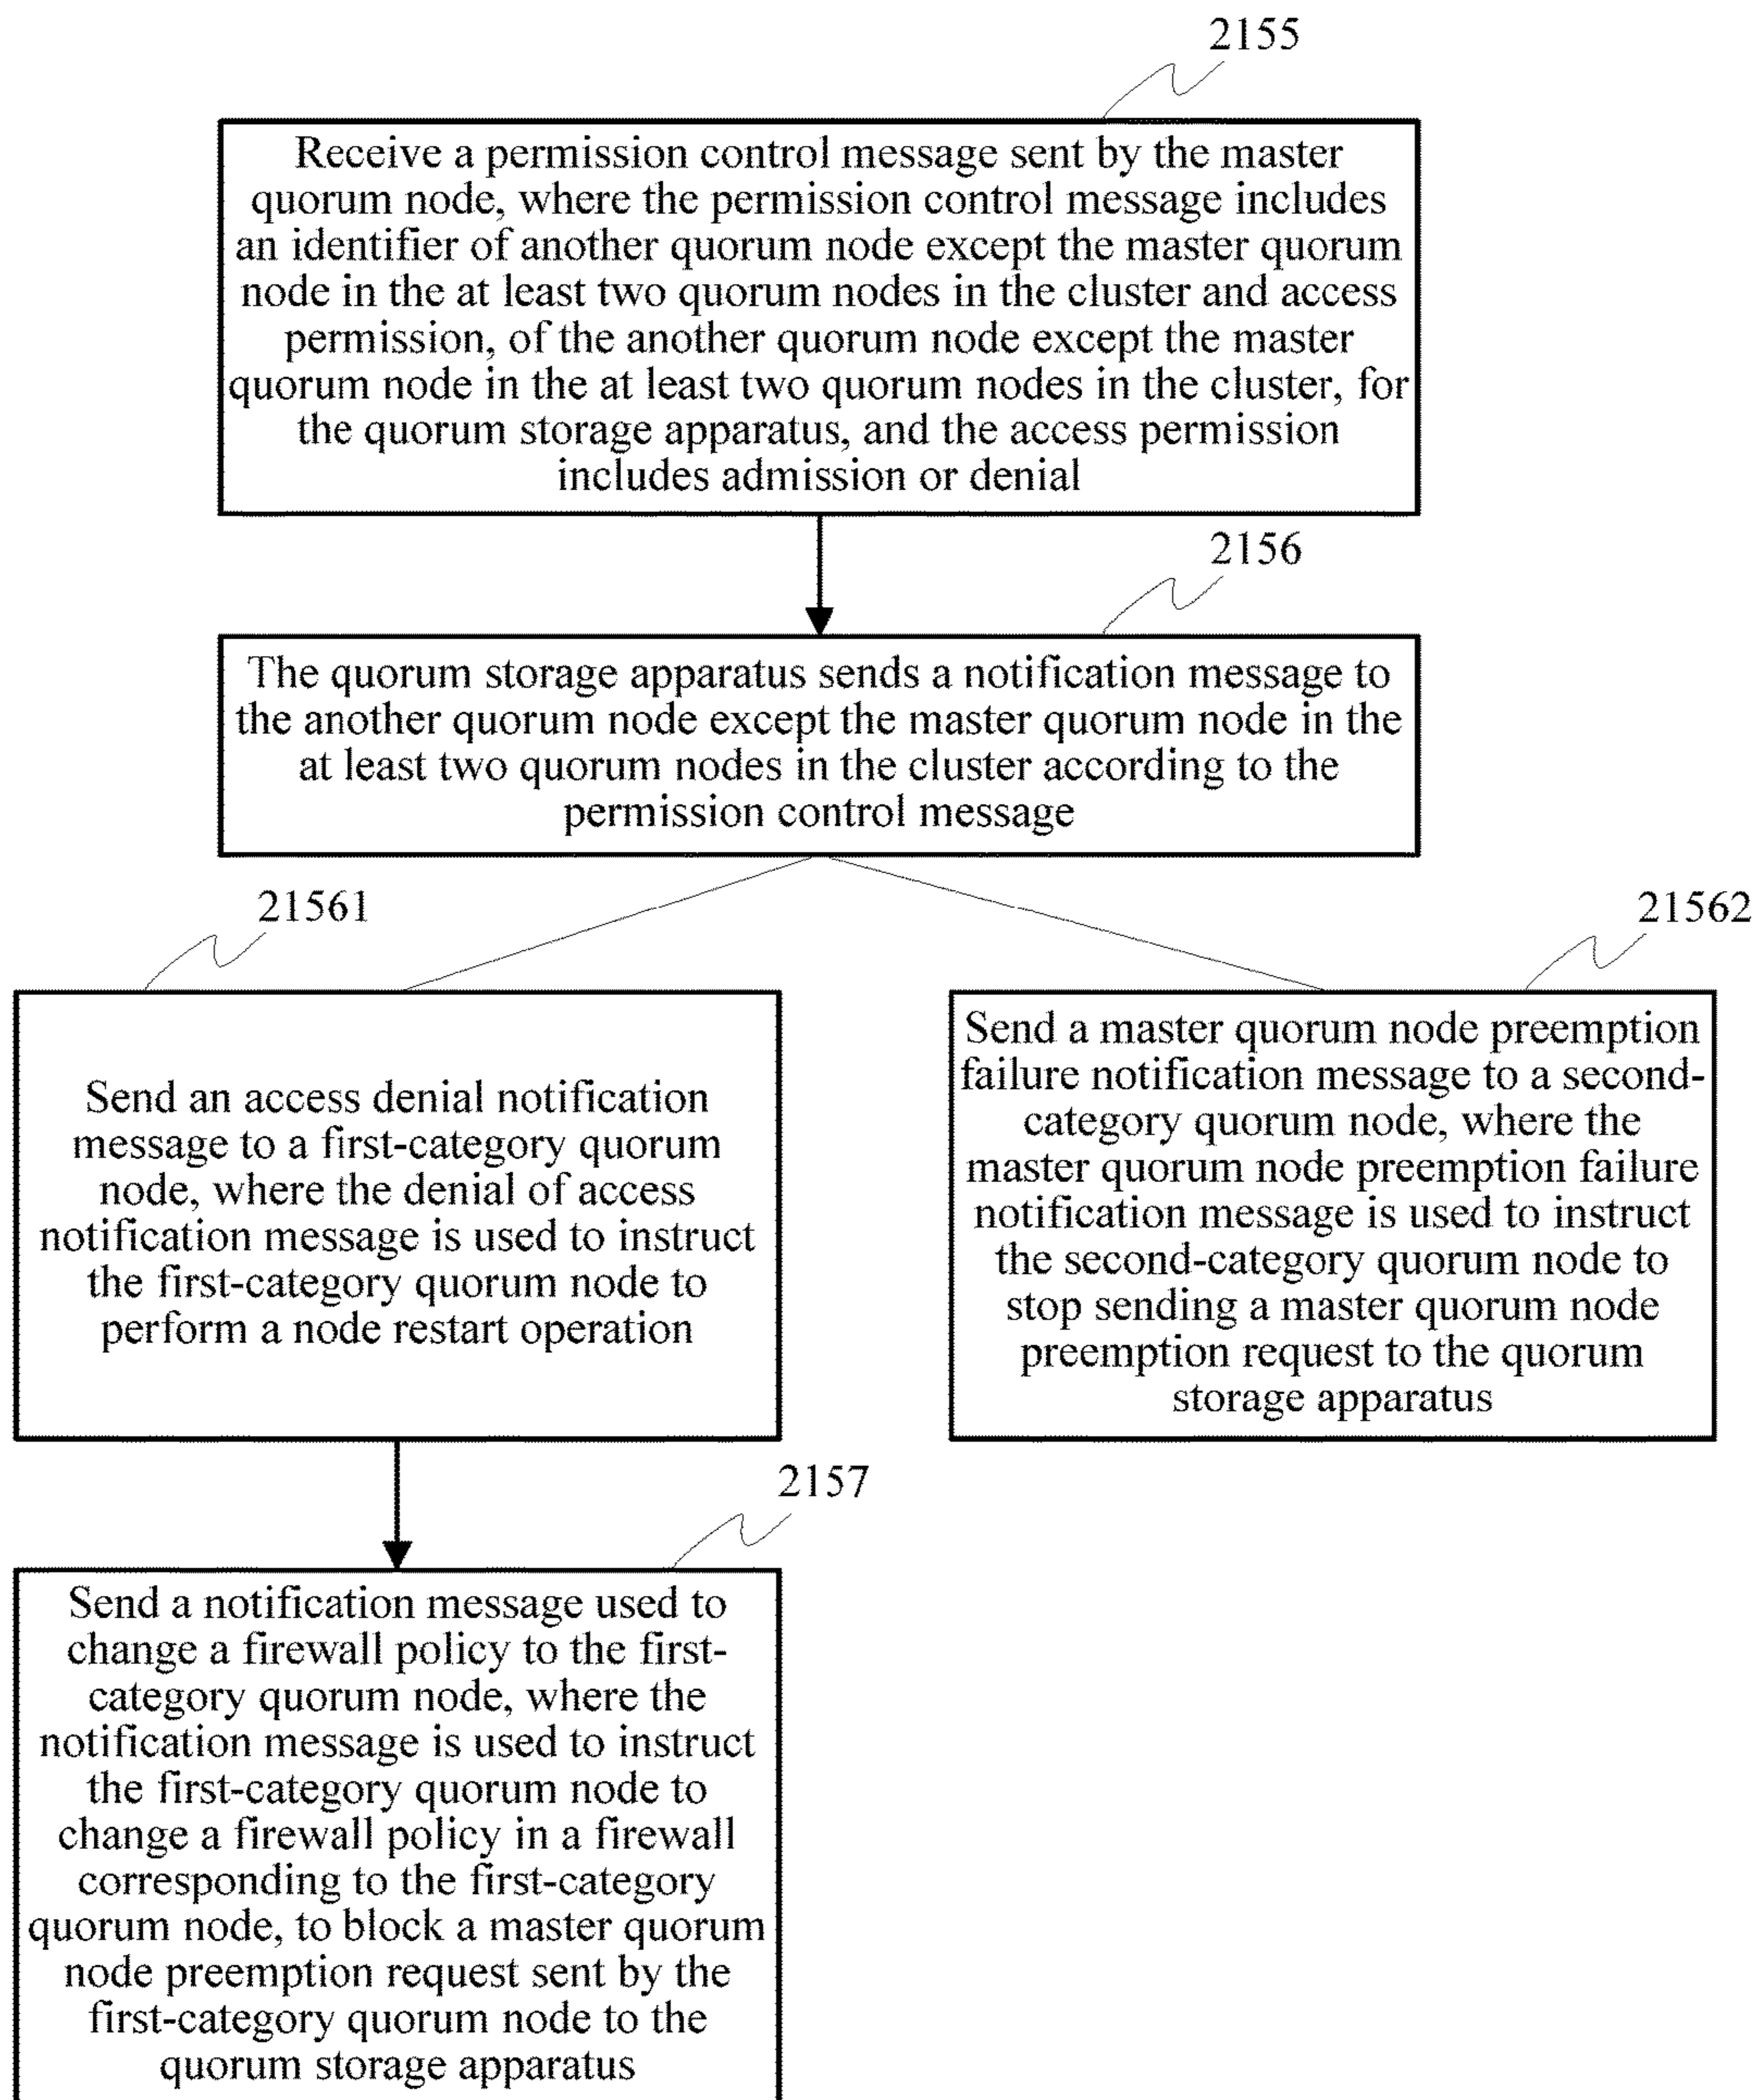 2155
Receive a permission control message sent by the master
quorum node, where the permission control message includes
an identifier of another quorum node except the master quorum
node in the at least two quorum nodes in the cluster and access
permission, of the another quorum node except the master
quorum node in the at least two quorum nodes in the cluster, for
the quorum storage apparatus, and the access permission
includes admission or denial
2156
The quorum storage apparatus sends a notification message to
the another quorum node except the master quorum node in the
at least two quorum nodes in the cluster according to the
permission control message
21561
Send an access denial notification
message to a first-category quorum
node, where the denial of access
notification message is used to instruct
the first-category quorum node to
perform a node restart operation
21562
Send a master quorum node preemption
failure notification message to a second-
category quorum node, where the
master quorum node preemption failure
notification message is used to instruct
the second-category quorum node to
stop sending a master quorum node
preemption request to the quorum
storage apparatus
2157
Send a notification message used to
change a firewall policy to the first-
category quorum node, where the
notification message is used to instruct
the first-category quorum node to
change a firewall policy in a firewall
corresponding to the first-category
quorum node, to block a master quorum
node preemption request sent by the
first-category quorum node to the
quorum storage apparatus